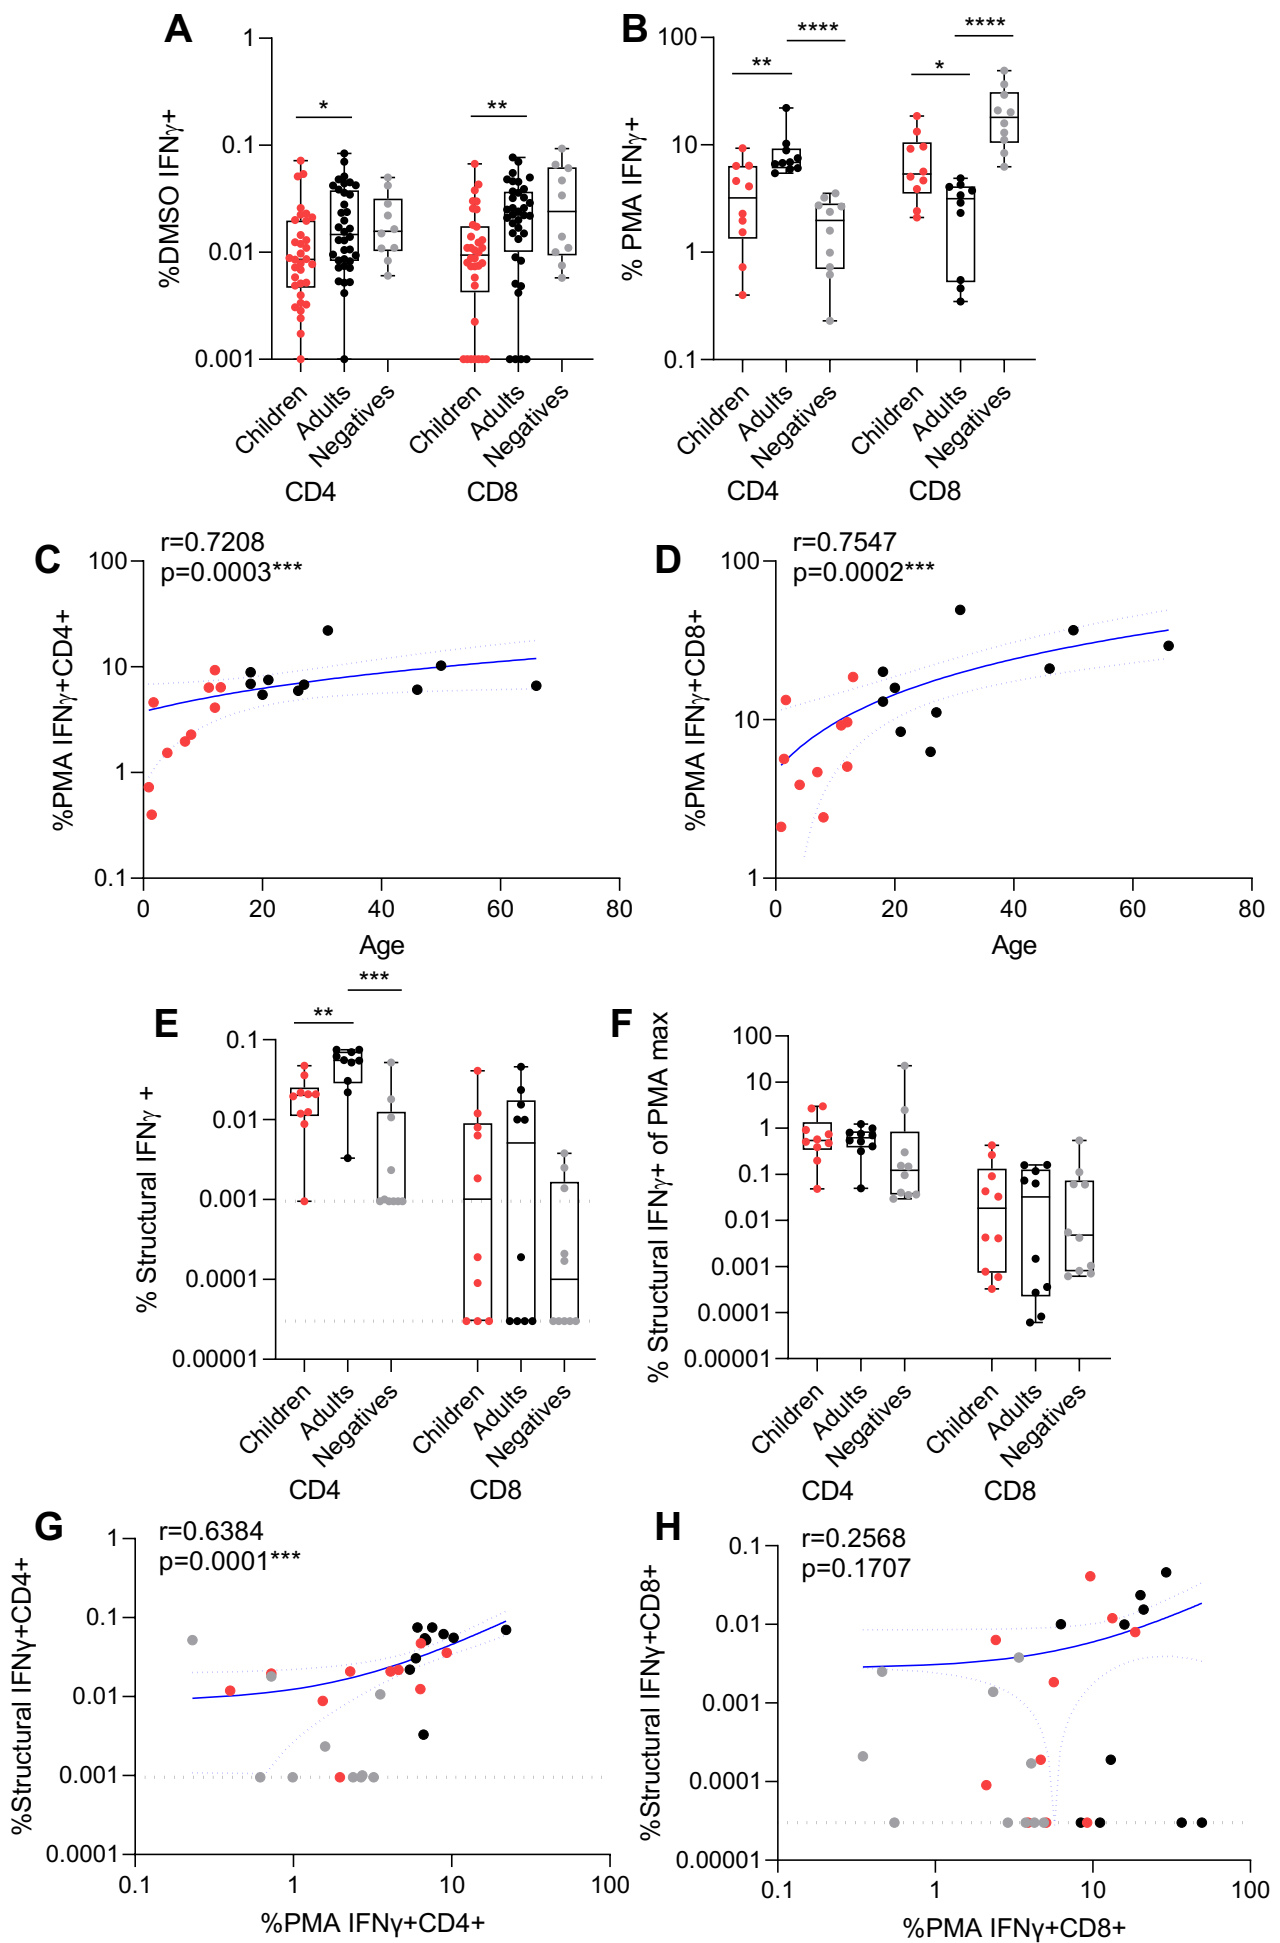 A
B
%DMSO IFNγ+
1
0.1
0.01
0.001
*
**
Children
Adults
Negatives
Children
Adults
Negatives
CD4
CD8
% PMA IFNγ+
100
10
1
0.1
**
****
*
****
Children
Adults
Negatives
Children
Adults
Negatives
CD4
CD8
C
r=0.7208
p=0.0003***
%PMA IFNγ+CD4+
100
10
1
0.1
0
20
40
60
80
Age
D
r=0.7547
p=0.0002***
%PMA IFNγ+CD8+
100
10
1
0
20
40
60
80
Age
E
% Structural IFNγ +
0.1
0.01
0.001
0.0001
0.00001
**
***
Children
Adults
Negatives
Children
Adults
Negatives
CD4
CD8
F
% Structural IFNγ+ of PMA max
100
10
1
0.1
0.01
0.001
0.0001
0.00001
Children
Adults
Negatives
Children
Adults
Negatives
CD4
CD8
G
r=0.6384
p=0.0001***
%Structural IFNγ+CD4+
1
0.1
0.01
0.001
0.0001
0.1
1
10
100
%PMA IFNγ+CD4+
H
r=0.2568
p=0.1707
%Structural IFNγ+CD8+
0.1
0.01
0.001
0.0001
0.00001
0.1
1
10
100
%PMA IFNγ+CD8+